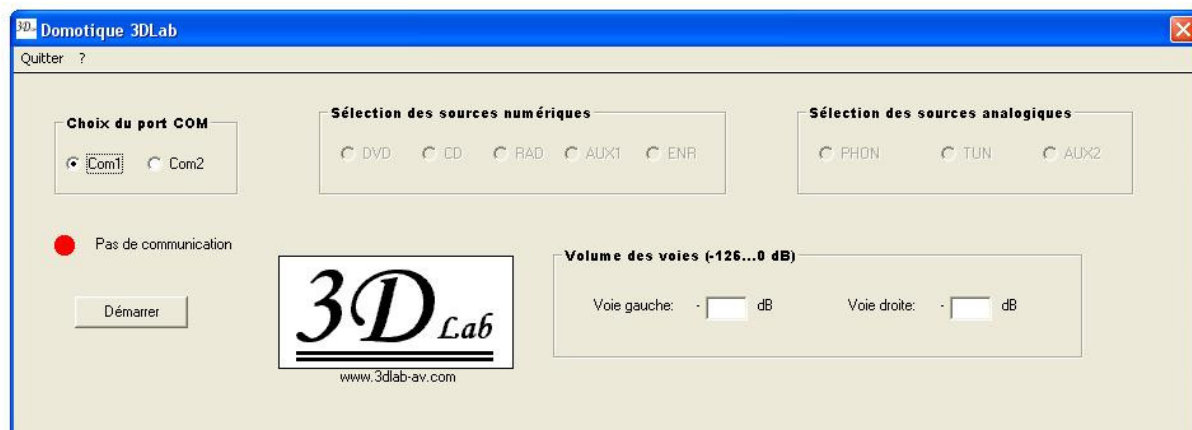 3D Lab Domotique 3DLab
Quitter ?
Choix du port COM
Com1 Com2
Sélection des sources numériques
DVD CD RAD AUX1 ENR
Sélection des sources analogiques
PHON TUN AUX2
Pas de communication
Démarrer
3D Lab
www.3dlab-av.com
Volume des voies (-126...0 dB)
Voie gauche: - dB Voie droite: - dB